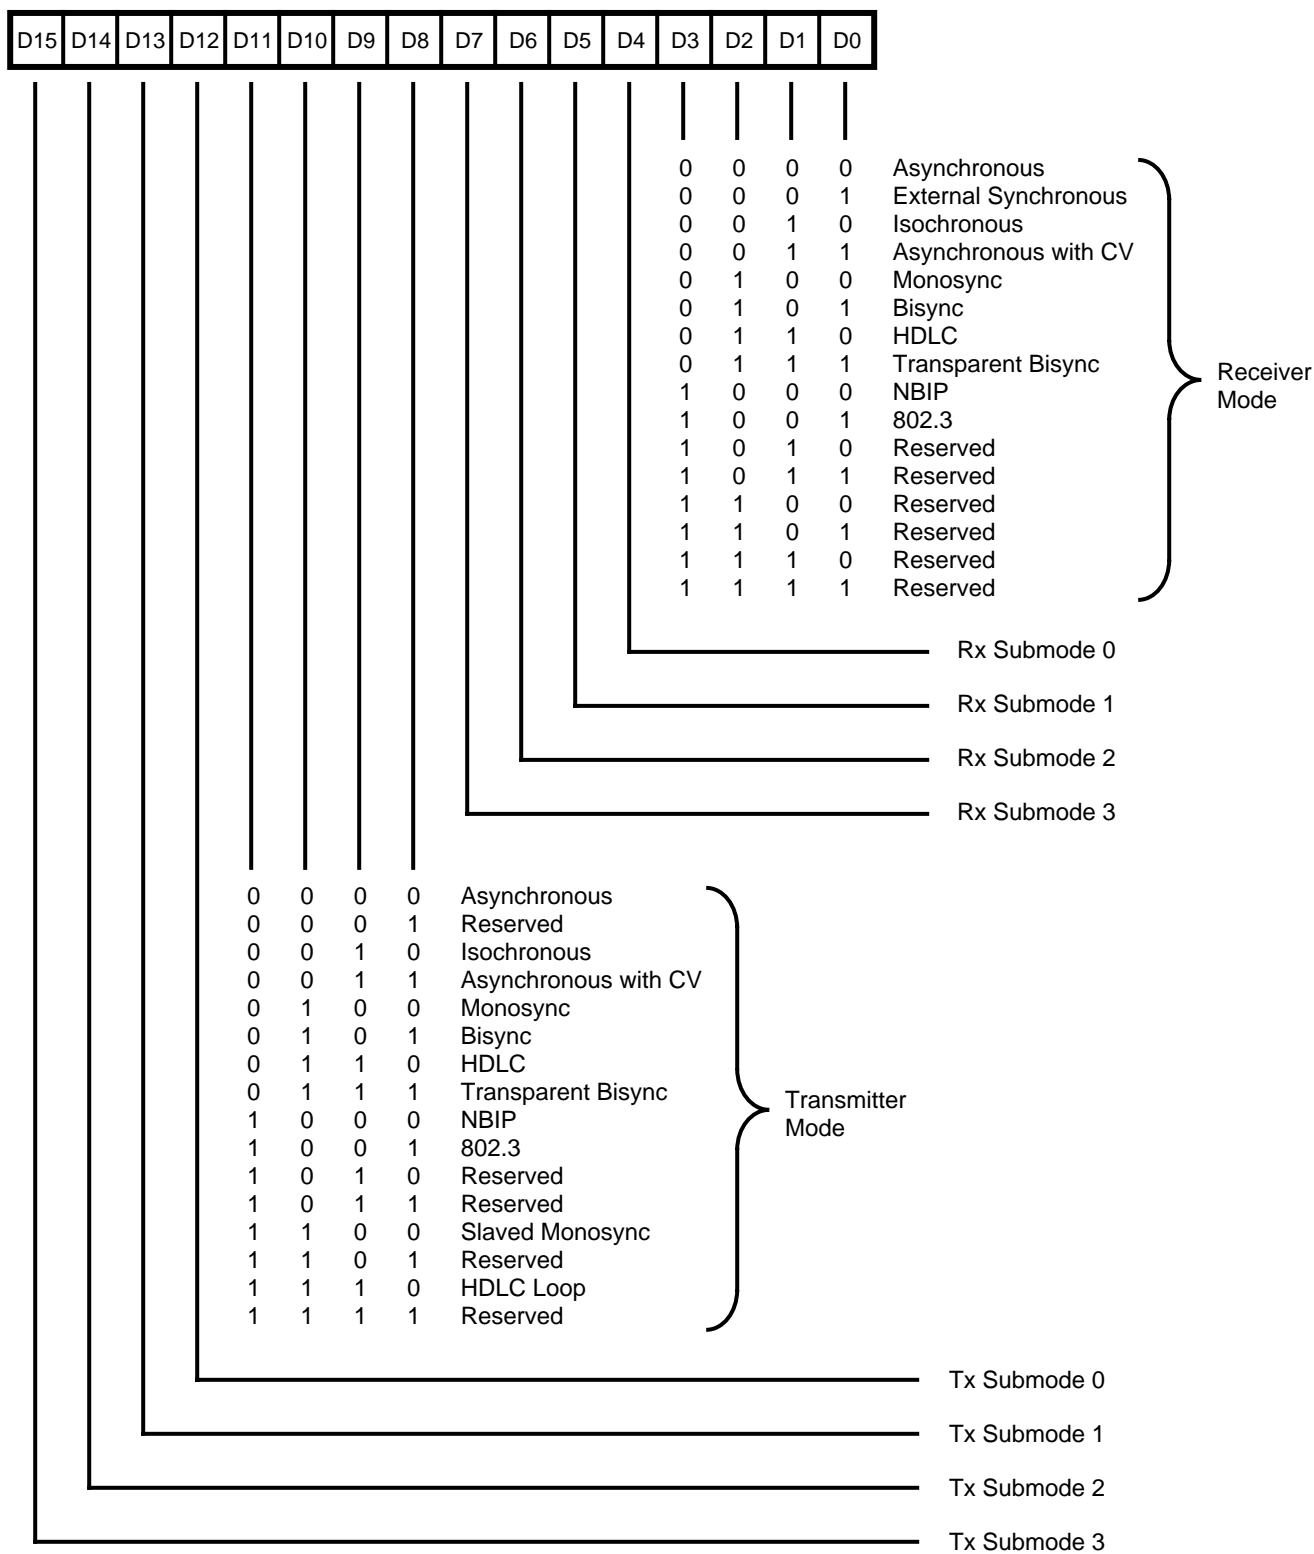 D15 D14 D13 D12 D11 D10 D9 D8 D7 D6 D5 D4 D3 D2 D1 D0
0 0 0 0 Asynchronous
0 0 0 1 External Synchronous
0 0 1 0 Isochronous
0 0 1 1 Asynchronous with CV
0 1 0 0 Monosync
0 1 0 1 Bisync
0 1 1 0 HDLC
0 1 1 1 Transparent Bisync
1 0 0 0 NBIP
1 0 0 1 802.3
1 0 1 0 Reserved
1 0 1 1 Reserved
1 1 0 0 Reserved
1 1 0 1 Reserved
1 1 1 0 Reserved
1 1 1 1 Reserved
Receiver
Mode
Rx Submode 0
Rx Submode 1
Rx Submode 2
Rx Submode 3
0 0 0 0 Asynchronous
0 0 0 1 Reserved
0 0 1 0 Isochronous
0 0 1 1 Asynchronous with CV
0 1 0 0 Monosync
0 1 0 1 Bisync
0 1 1 0 HDLC
0 1 1 1 Transparent Bisync
1 0 0 0 NBIP
1 0 0 1 802.3
1 0 1 0 Reserved
1 0 1 1 Reserved
1 1 0 0 Slaved Monosync
1 1 0 1 Reserved
1 1 1 0 HDLC Loop
1 1 1 1 Reserved
Transmitter
Mode
Tx Submode 0
Tx Submode 1
Tx Submode 2
Tx Submode 3